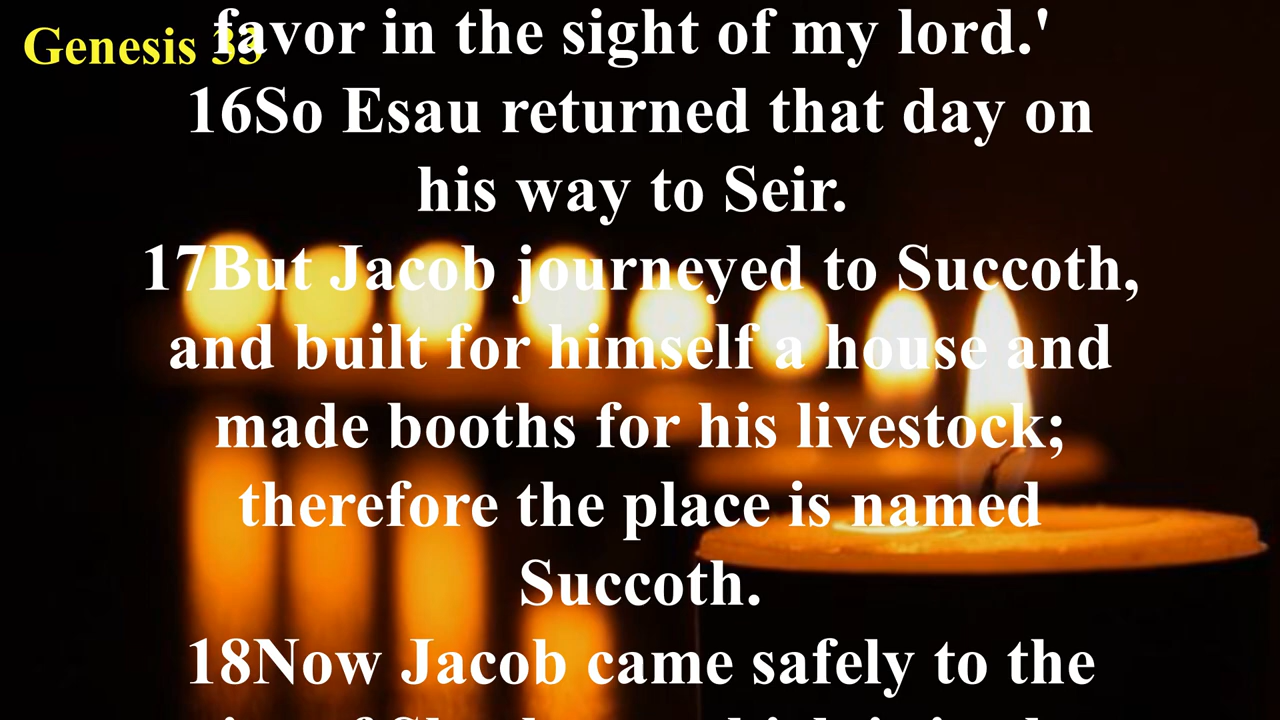 Genesis 33
favor in the sight of my lord.'
16So Esau returned that day on
his way to Seir.
17But Jacob journeyed to Succoth,
and built for himself a house and
made booths for his livestock;
therefore the place is named
Succoth.
18Now Jacob came safely to the